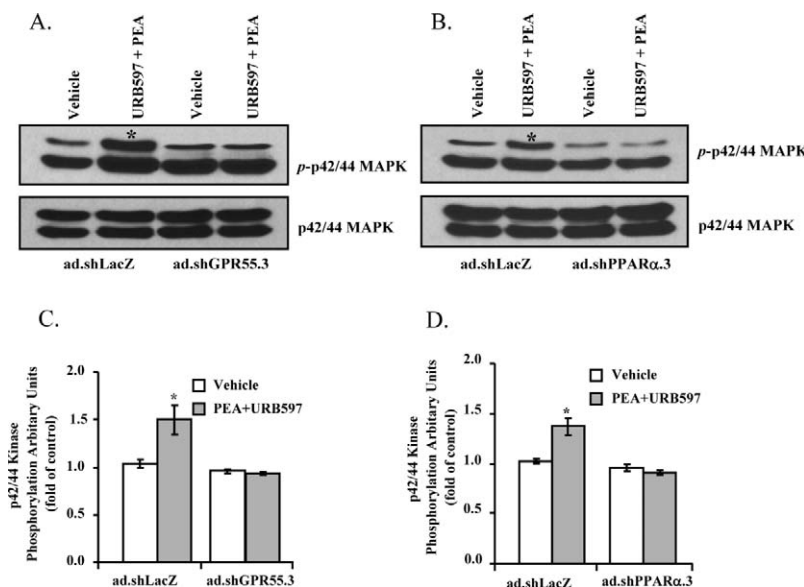 A.
Vehicle
URB597 + PEA
Vehicle
URB597 + PEA
*
p-p42/44 MAPK
p42/44 MAPK
ad.shLacZ
ad.shGPR55.3
B.
Vehicle
URB597 + PEA
Vehicle
URB597 + PEA
*
p-p42/44 MAPK
p42/44 MAPK
ad.shLacZ
ad.shPPARα.3
C.
p42/44 Kinase
Phosphorylation Arbitary Units
(fold of control)
2.0
1.5
1.0
0.5
0.0
Vehicle
PEA+URB597
*
ad.shLacZ
ad.shGPR55.3
D.
p42/44 Kinase
Phosphorylation Arbitary Units
(fold of control)
2.0
1.5
1.0
0.5
0.0
Vehicle
PEA+URB597
*
ad.shLacZ
ad.shPPARα.3